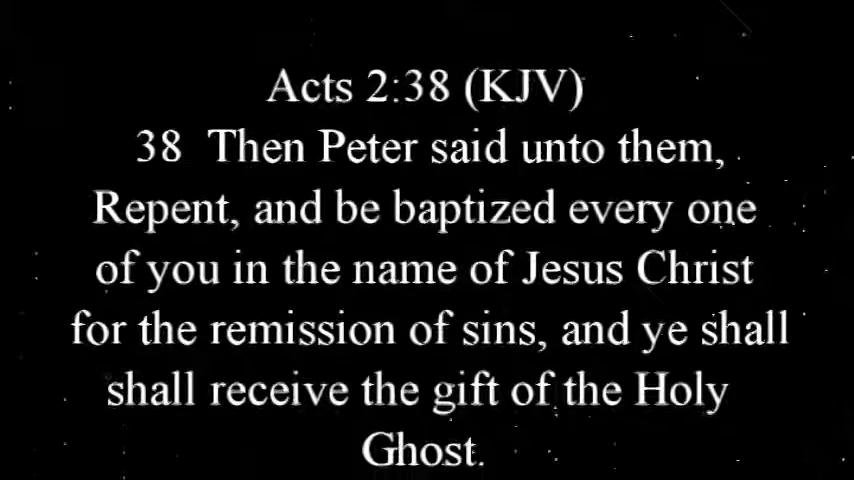 Acts 2:38 (KJV)
38 Then Peter said unto them,
Repent, and be baptized every one
of you in the name of Jesus Christ
for the remission of sins, and ye shall
shall receive the gift of the Holy
Ghost.